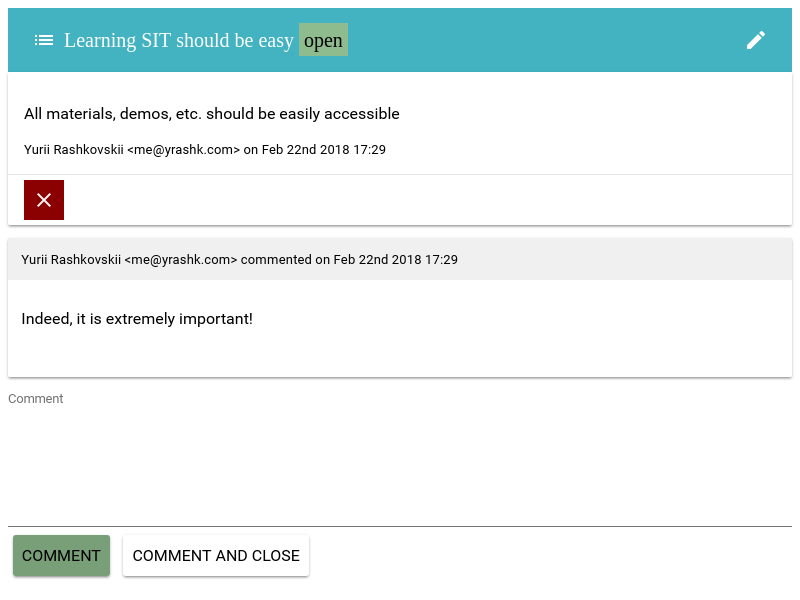 Learning SIT should be easy open
All materials, demos, etc. should be easily accessible
Yurii Rashkovskii <me@yrashk.com> on Feb 22nd 2018 17:29
Yurii Rashkovskii <me@yrashk.com> commented on Feb 22nd 2018 17:29
Indeed, it is extremely important!
Comment
COMMENT COMMENT AND CLOSE